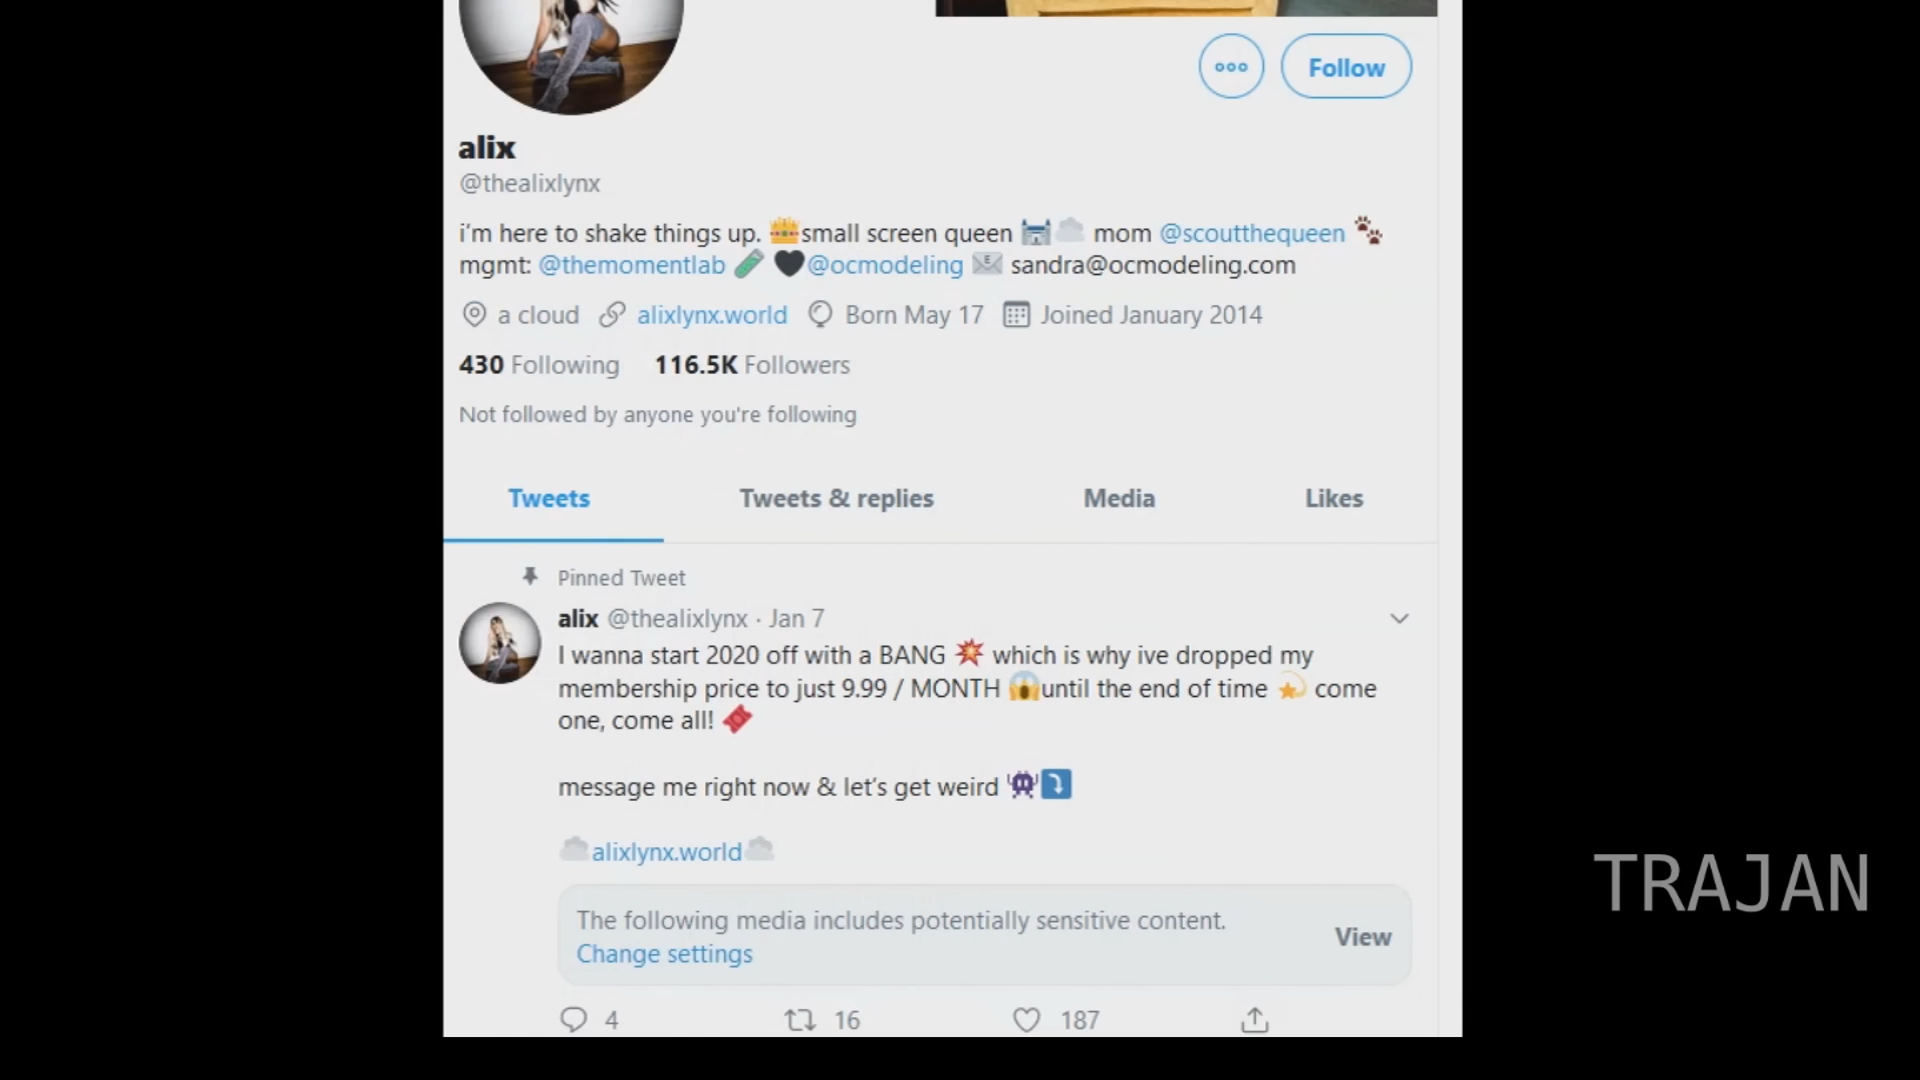 Follow
alix
@thealixlynx
i'm here to shake things up. 👑small screen queen 🏰☁️ mom @scoutthequeen 🐾
mgmt: @themomentlab 🧪 🖤@ocmodeling 📧 sandra@ocmodeling.com
a cloud alixlynx.world Born May 17 Joined January 2014
430 Following 116.5K Followers
Not followed by anyone you're following
Tweets Tweets & replies Media Likes
Pinned Tweet
alix @thealixlynx · Jan 7
I wanna start 2020 off with a BANG 💥 which is why ive dropped my
membership price to just 9.99 / MONTH 😱until the end of time 💫 come
one, come all! 🎟️
message me right now & let's get weird 👾⤵️
☁️alixlynx.world☁️
The following media includes potentially sensitive content.
Change settings
View
4 16 187
TRAJAN